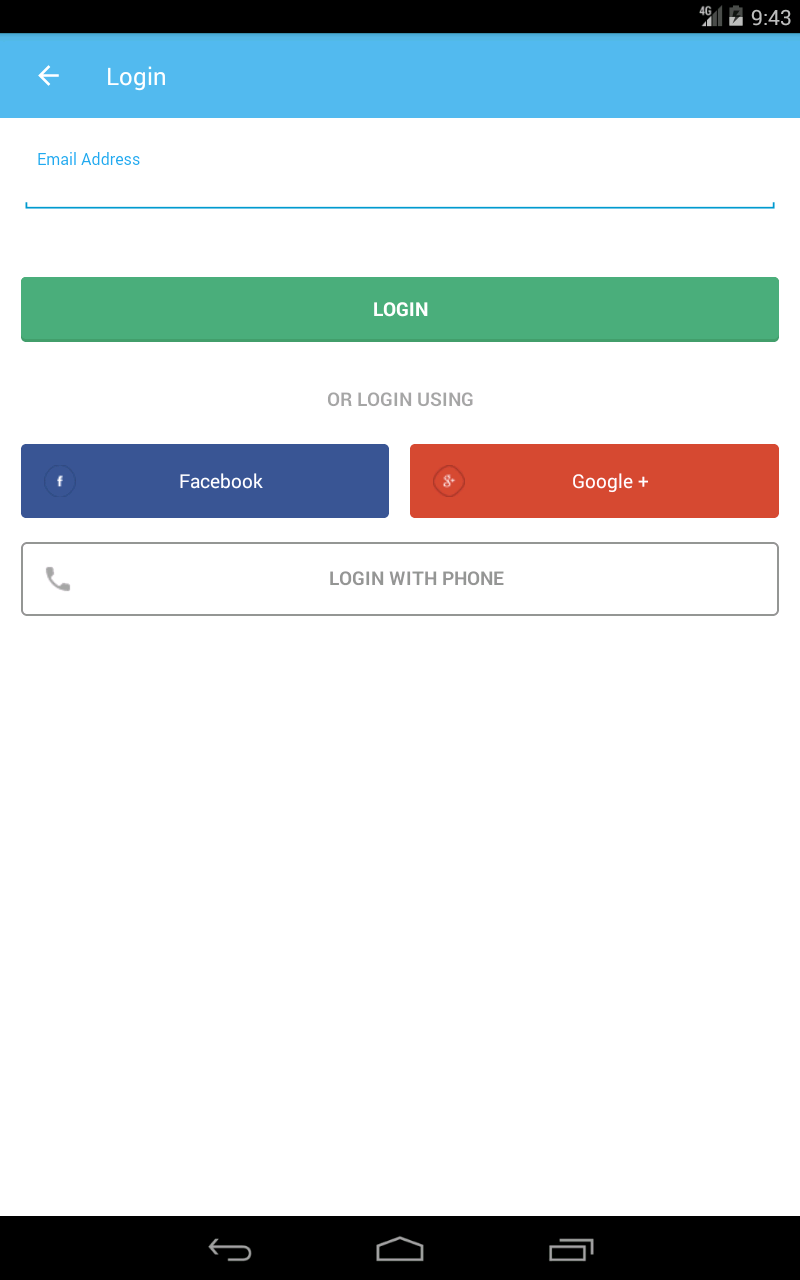 4G 9:43
Login
Email Address
LOGIN
OR LOGIN USING
f Facebook
g+ Google +
LOGIN WITH PHONE